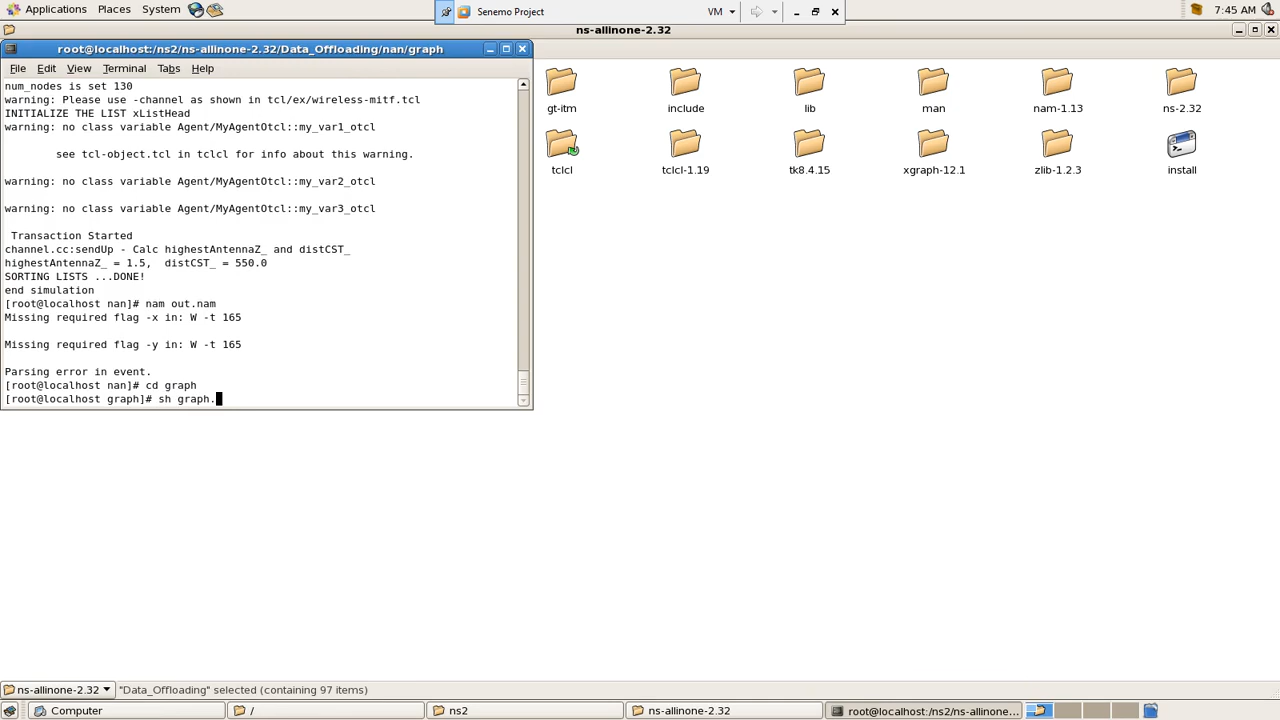 Applications Places System
Senemo Project
VM
7:45 AM
ns-allinone-2.32
root@localhost:/ns2/ns-allinone-2.32/Data_Offloading/nan/graph
File Edit View Terminal Tabs Help
num_nodes is set 130
warning: Please use -channel as shown in tcl/ex/wireless-mitf.tcl
INITIALIZE THE LIST xListHead
warning: no class variable Agent/MyAgentOtcl::my_var1_otcl
see tcl-object.tcl in tclcl for info about this warning.
warning: no class variable Agent/MyAgentOtcl::my_var2_otcl
warning: no class variable Agent/MyAgentOtcl::my_var3_otcl
Transaction Started
channel.cc:sendUp - Calc highestAntennaZ_ and distCST_
highestAntennaZ_ = 1.5,  distCST_ = 550.0
SORTING LISTS ...DONE!
end simulation
[root@localhost nan]# nam out.nam
Missing required flag -x in: W -t 165
Missing required flag -y in: W -t 165
Parsing error in event.
[root@localhost nan]# cd graph
[root@localhost graph]# sh graph.
gt-itm include lib man nam-1.13 ns-2.32
tclcl tclcl-1.19 tk8.4.15 xgraph-12.1 zlib-1.2.3 install
ns-allinone-2.32 "Data_Offloading" selected (containing 97 items)
Computer / ns2 ns-allinone-2.32 root@localhost:/ns2/ns-allinone...